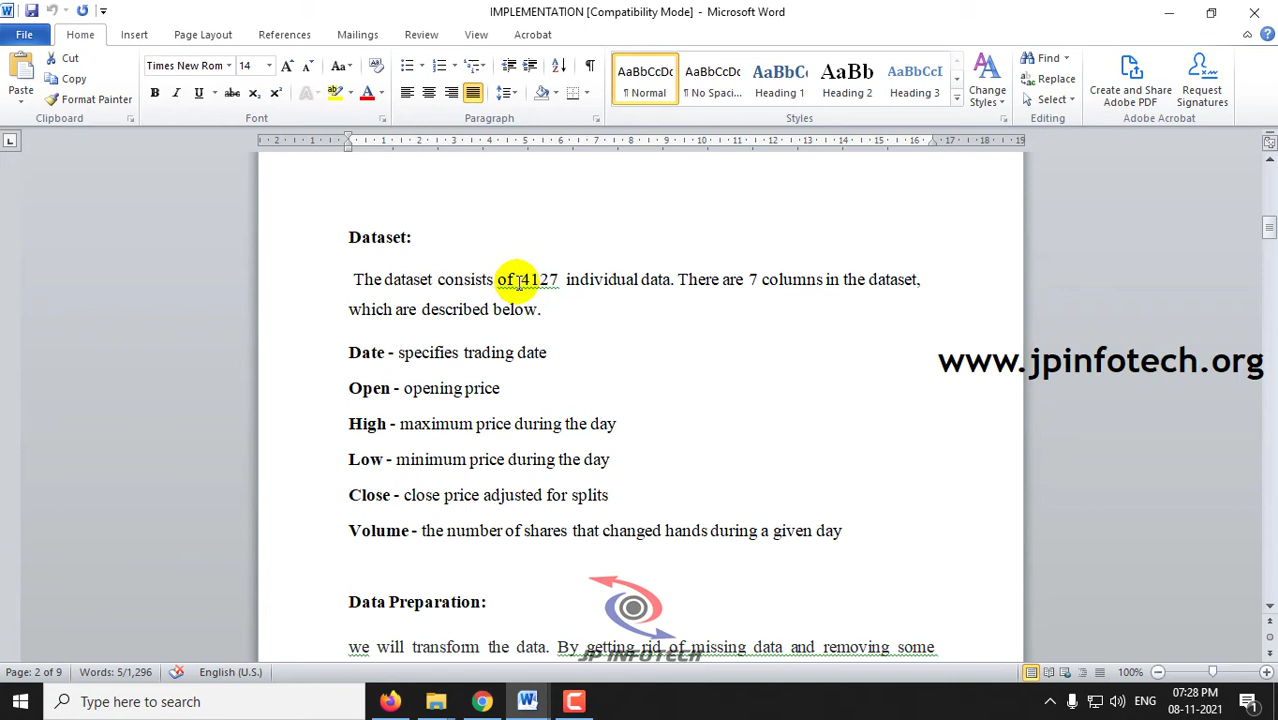 IMPLEMENTATION [Compatibility Mode] - Microsoft Word
File Home Insert Page Layout References Mailings Review View Acrobat
Paste
Cut
Copy
Format Painter
Clipboard
Times New Rom 14
Font
Paragraph
AaBbCcDc AaBbCcDc AaBbC AaBb AaBbCcI
¶ Normal ¶ No Spaci... Heading 1 Heading 2 Heading 3
Change Styles
Styles
Find
Replace
Select
Editing
Create and Share Adobe PDF
Request Signatures
Adobe Acrobat
Dataset:
The dataset consists of 4127 individual data. There are 7 columns in the dataset,
which are described below.
Date - specifies trading date
Open - opening price
High - maximum price during the day
Low - minimum price during the day
Close - close price adjusted for splits
Volume - the number of shares that changed hands during a given day
www.jpinfotech.org
Data Preparation:
we will transform the data. By getting rid of missing data and removing some
JP INFOTECH
Page: 2 of 9 Words: 5/1,296 English (U.S.) 100%
Type here to search
ENG
07:28 PM
08-11-2021